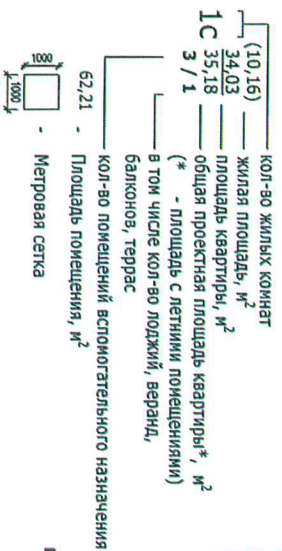 кол-во жилых комнат
(10,16) жилая площадь, м²
34,03 площадь квартиры, м²
1С 35,18 общая проектная площадь квартиры*, м²
3 / 1 (* - площадь с летними помещениями)
в том числе кол-во лоджий, веранд,
балконов, террас
кол-во помещений вспомогательного назначения
62,21 - Площадь помещения, м²
1000
1000 - Метровая сетка